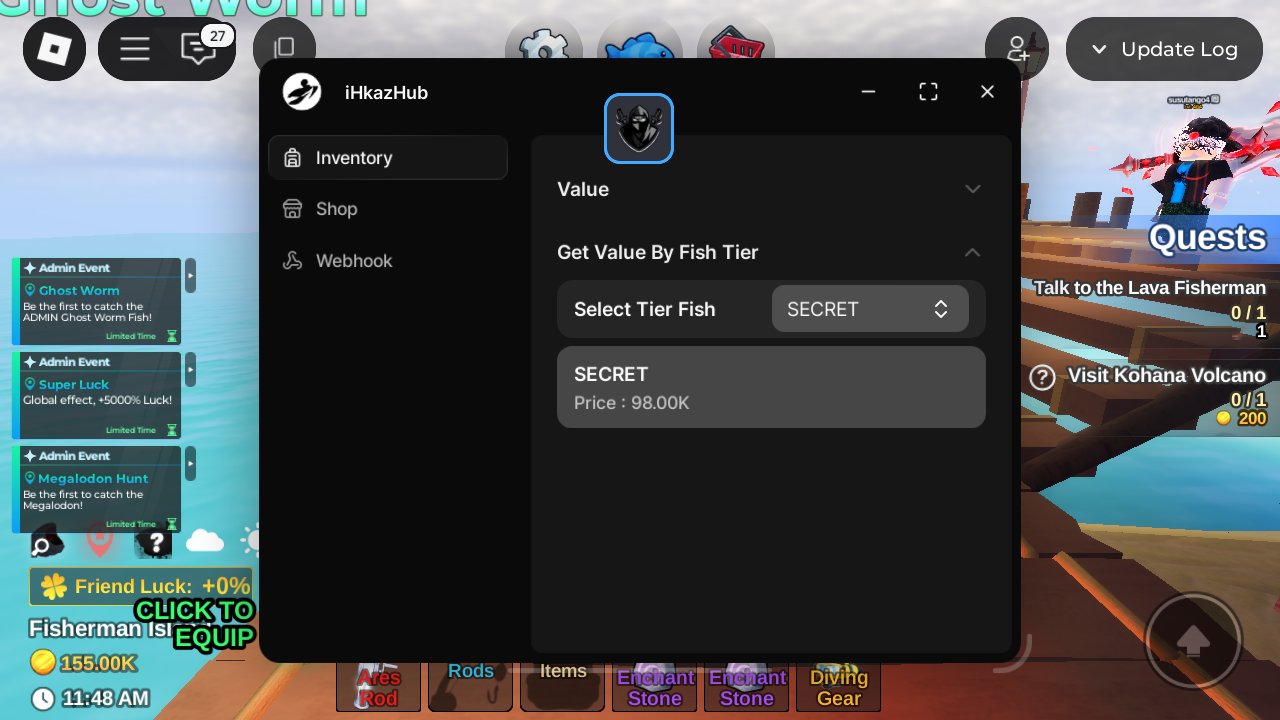 Ghost Worm
27
Update Log
iHkazHub
susutango4
Inventory
Shop
Webhook
Value
Get Value By Fish Tier
Select Tier Fish
SECRET
SECRET
Price : 98.00K
Quests
Talk to the Lava Fisherman
0 / 1
1
?
Visit Kohana Volcano
0 / 1
200
Admin Event
Ghost Worm
Be the first to catch the
ADMIN Ghost Worm Fish!
Limited Time
Admin Event
Super Luck
Global effect, +5000% Luck!
Limited Time
Admin Event
Megalodon Hunt
Be the first to catch the
Megalodon!
Limited Time
?
Friend Luck: +0%
CLICK TO
EQUIP
Fisherman
155.00K
11:48 AM
Ares
Rod
Rods
Items
Enchant
Stone
Enchant
Stone
Diving
Gear